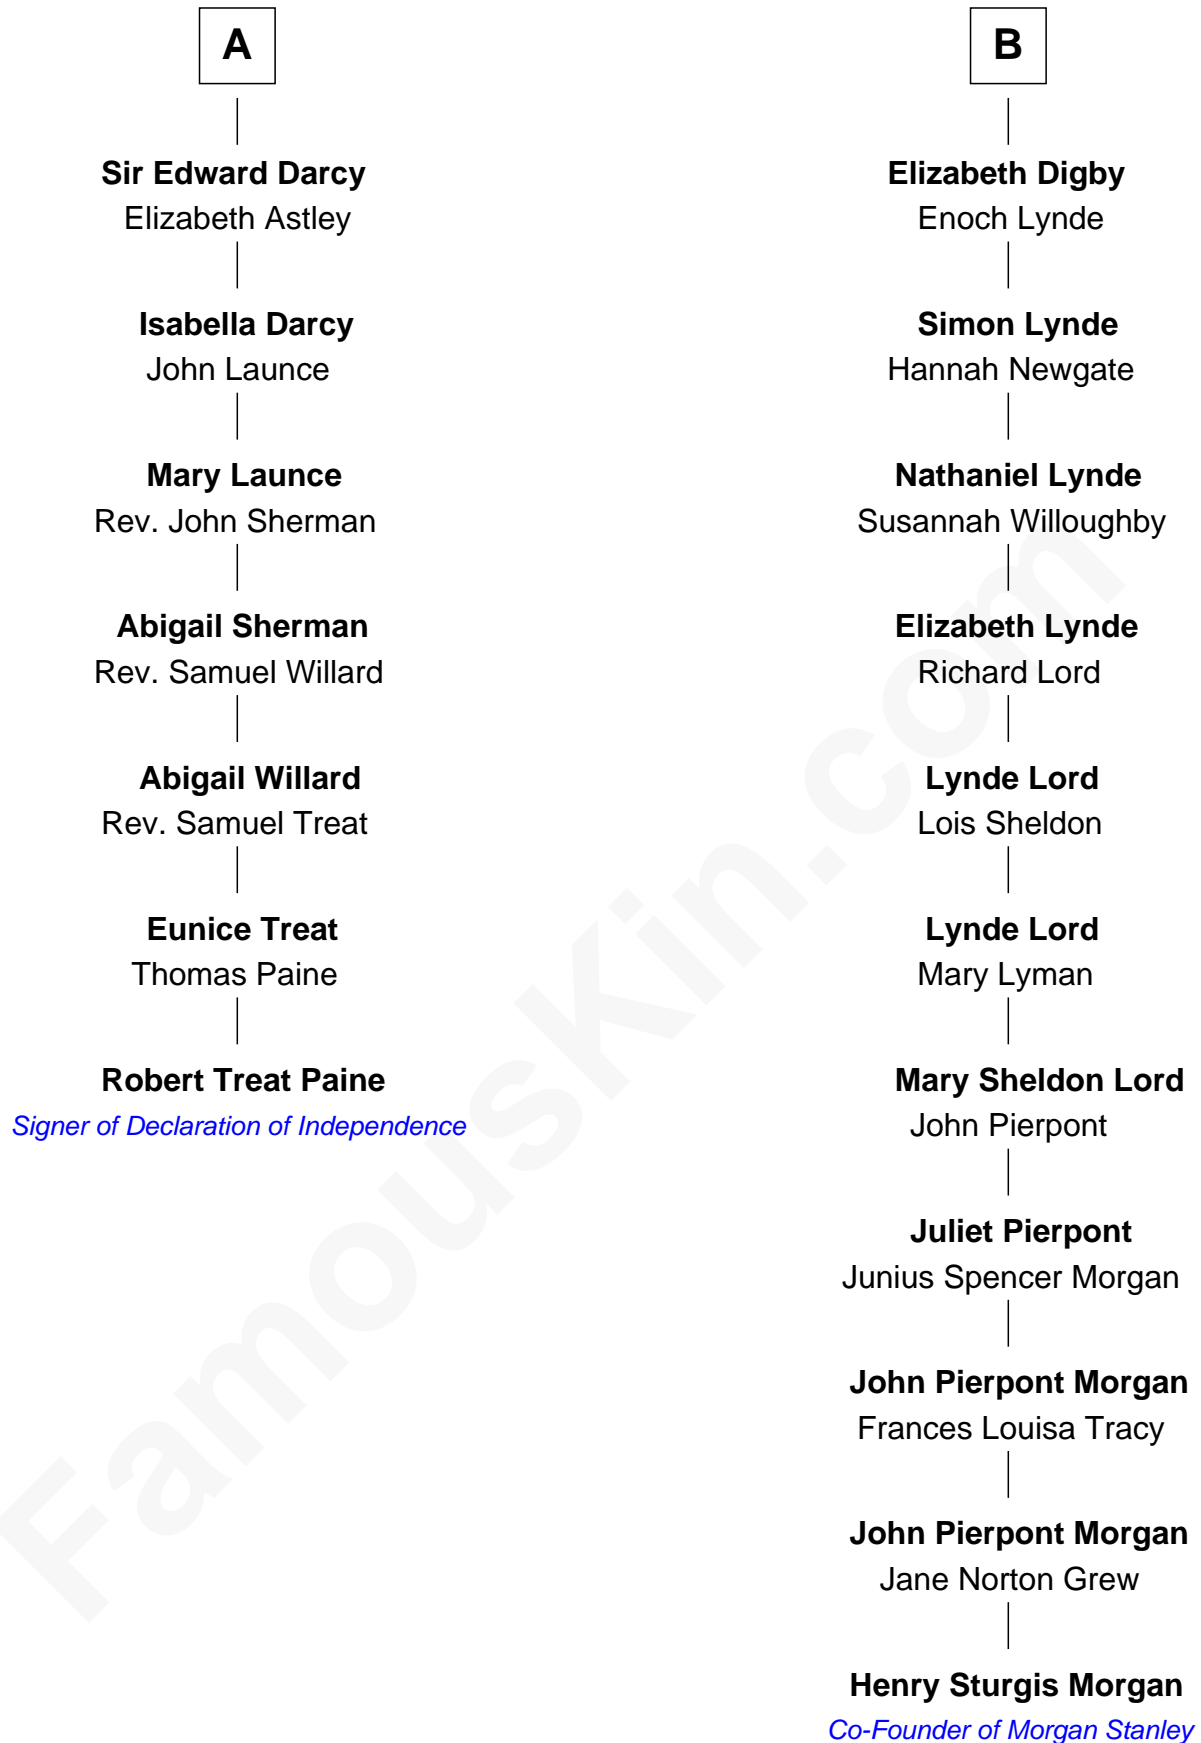 A
Sir Edward Darcy
Elizabeth Astley
Isabella Darcy
John Launce
Mary Launce
Rev. John Sherman
Abigail Sherman
Rev. Samuel Willard
Abigail Willard
Rev. Samuel Treat
Eunice Treat
Thomas Paine
Robert Treat Paine
Signer of Declaration of Independence
B
Elizabeth Digby
Enoch Lynde
Simon Lynde
Hannah Newgate
Nathaniel Lynde
Susannah Willoughby
Elizabeth Lynde
Richard Lord
Lynde Lord
Lois Sheldon
Lynde Lord
Mary Lyman
Mary Sheldon Lord
John Pierpont
Juliet Pierpont
Junius Spencer Morgan
John Pierpont Morgan
Frances Louisa Tracy
John Pierpont Morgan
Jane Norton Grew
Henry Sturgis Morgan
Co-Founder of Morgan Stanley
FamousKin.com